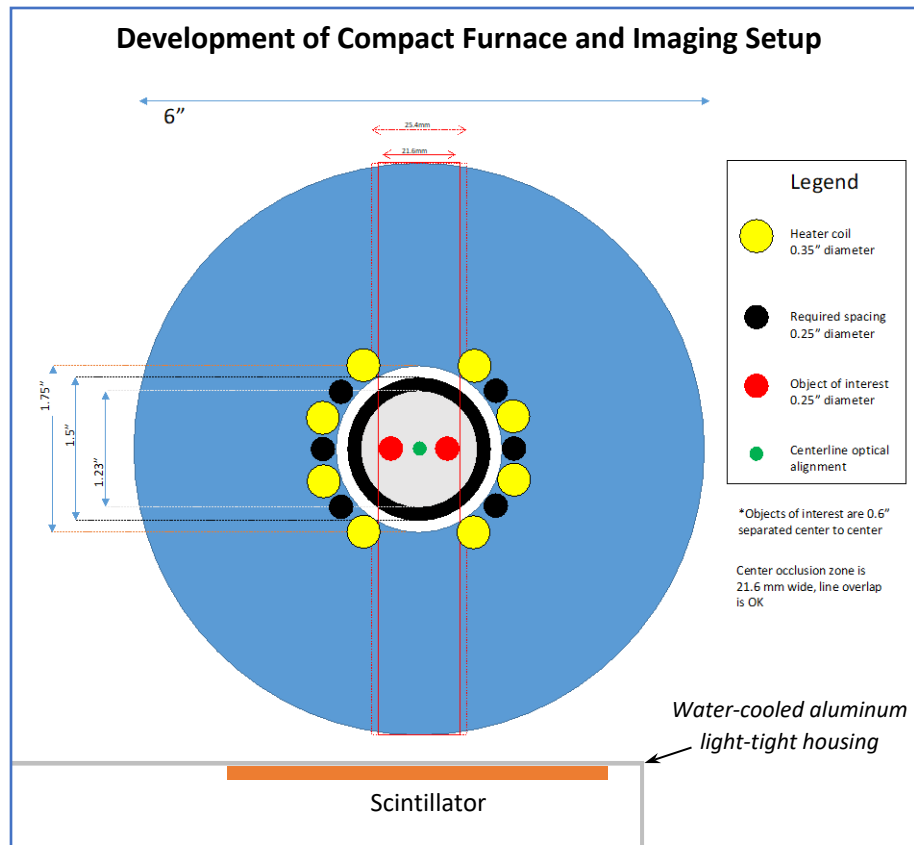 Development of Compact Furnace and Imaging Setup
6”
25.4mm
21.6mm
1.75”
1.5”
1.23”
Legend
Heater coil
0.35” diameter
Required spacing
0.25” diameter
Object of interest
0.25” diameter
Centerline optical
alignment
*Objects of interest are 0.6”
separated center to center
Center occlusion zone is
21.6 mm wide, line overlap
is OK
Water-cooled aluminum
light-tight housing
Scintillator